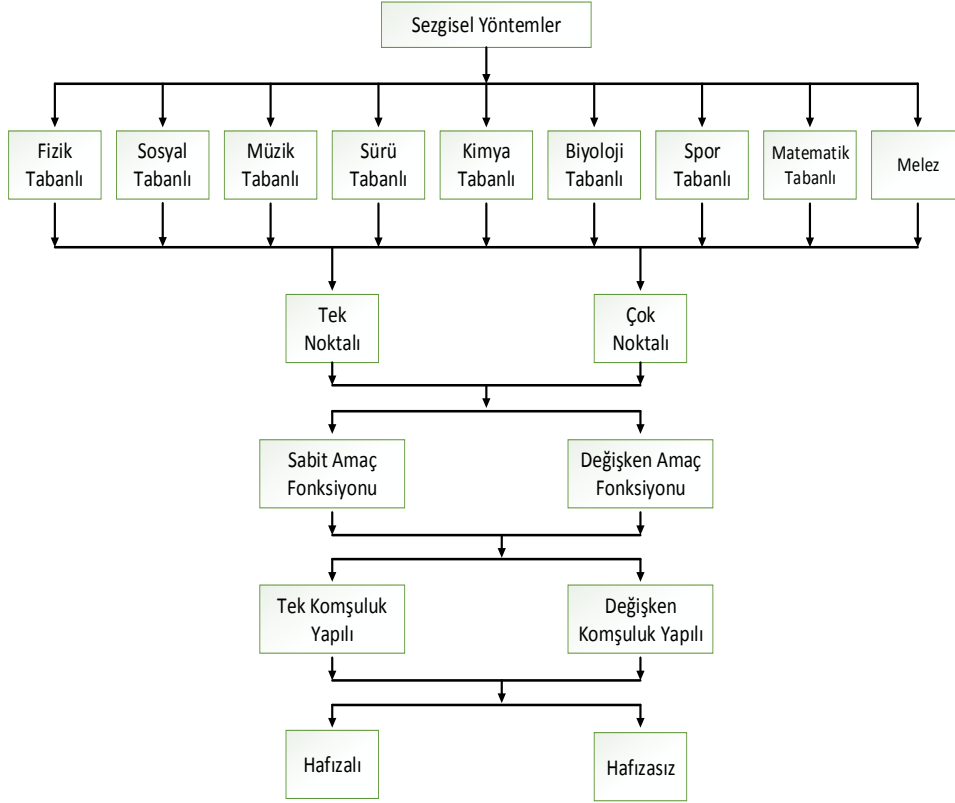 Sezgisel Yöntemler
Fizik
Tabanlı
Sosyal
Tabanlı
Müzik
Tabanlı
Sürü
Tabanlı
Kimya
Tabanlı
Biyoloji
Tabanlı
Spor
Tabanlı
Matematik
Tabanlı
Melez
Tek
Noktalı
Çok
Noktalı
Sabit Amaç
Fonksiyonu
Değişken Amaç
Fonksiyonu
Tek Komşuluk
Yapılı
Değişken
Komşuluk Yapılı
Hafızalı
Hafızasız